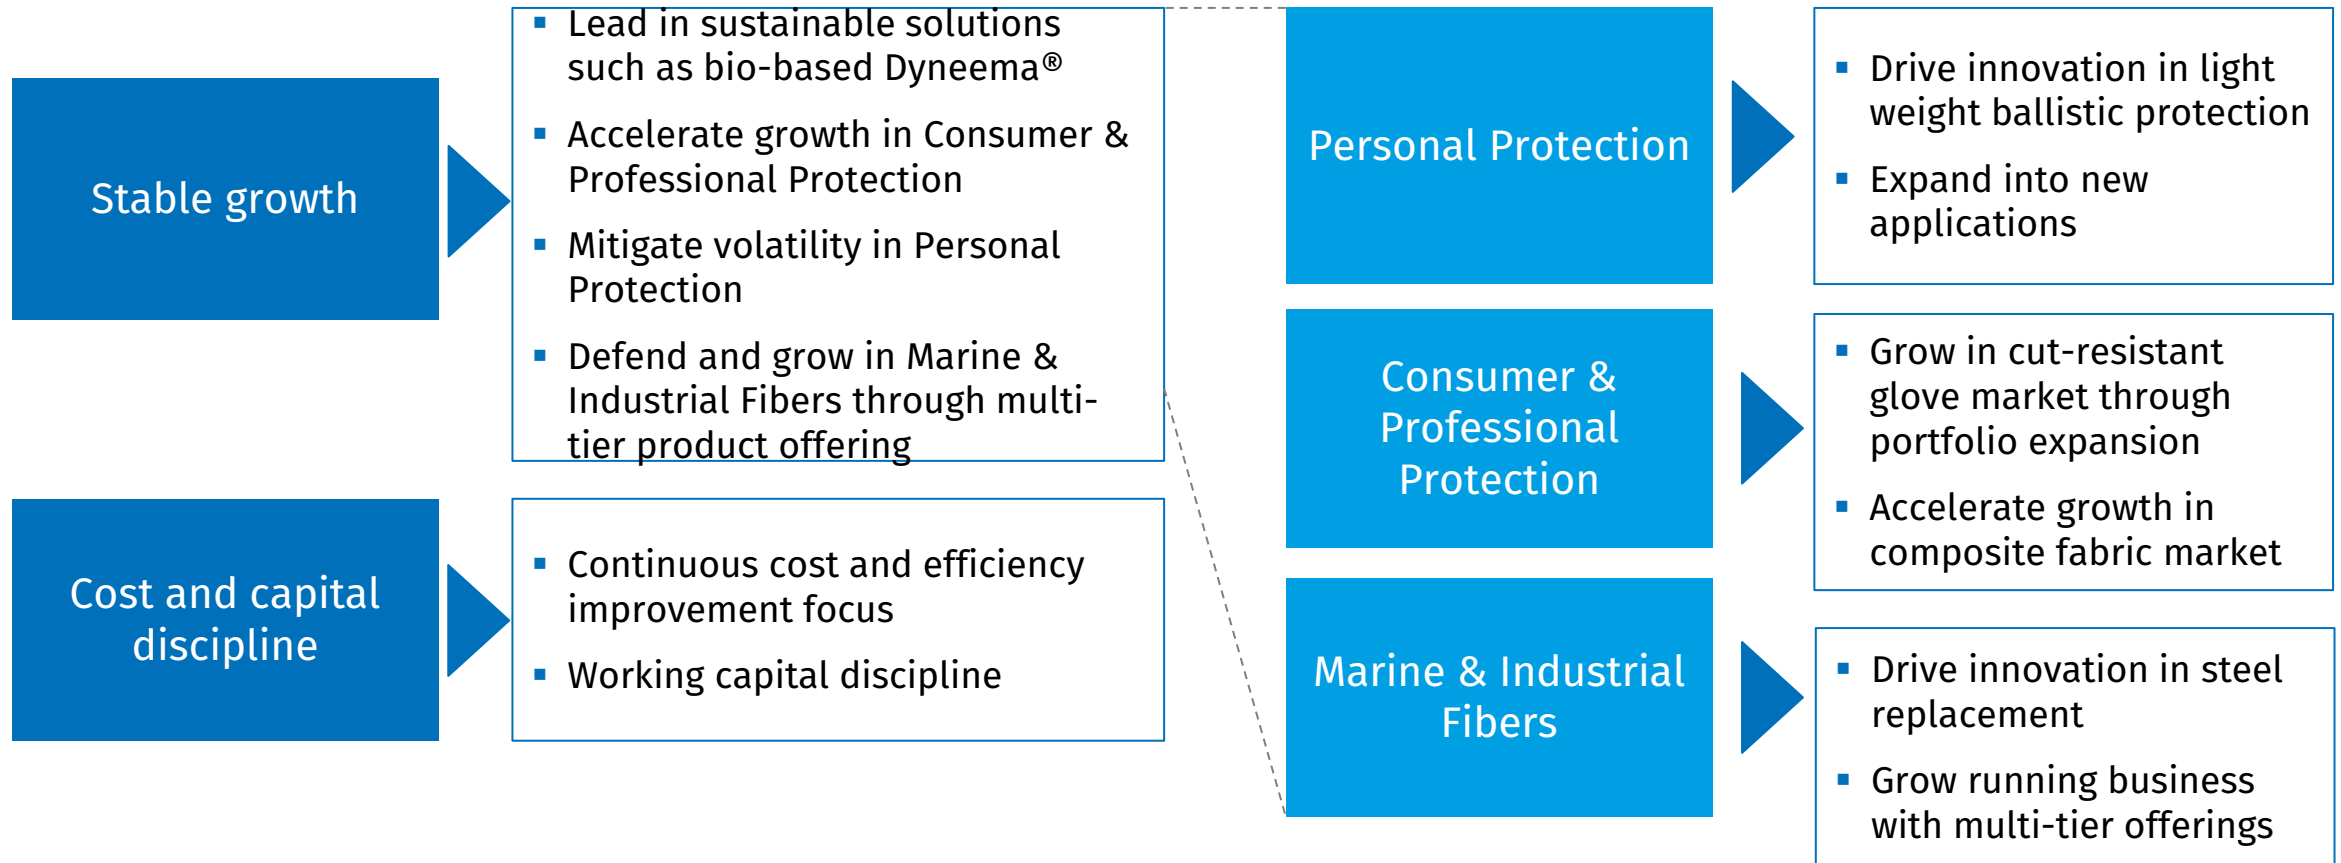 Stable growth
▪ Lead in sustainable solutions
such as bio-based Dyneema®
▪ Accelerate growth in Consumer &
Professional Protection
▪ Mitigate volatility in Personal
Protection
▪ Defend and grow in Marine &
Industrial Fibers through multi-
tier product offering
Cost and capital
discipline
▪ Continuous cost and efficiency
improvement focus
▪ Working capital discipline
Personal Protection
▪ Drive innovation in light
weight ballistic protection
▪ Expand into new
applications
Consumer &
Professional
Protection
▪ Grow in cut-resistant
glove market through
portfolio expansion
▪ Accelerate growth in
composite fabric market
Marine & Industrial
Fibers
▪ Drive innovation in steel
replacement
▪ Grow running business
with multi-tier offerings